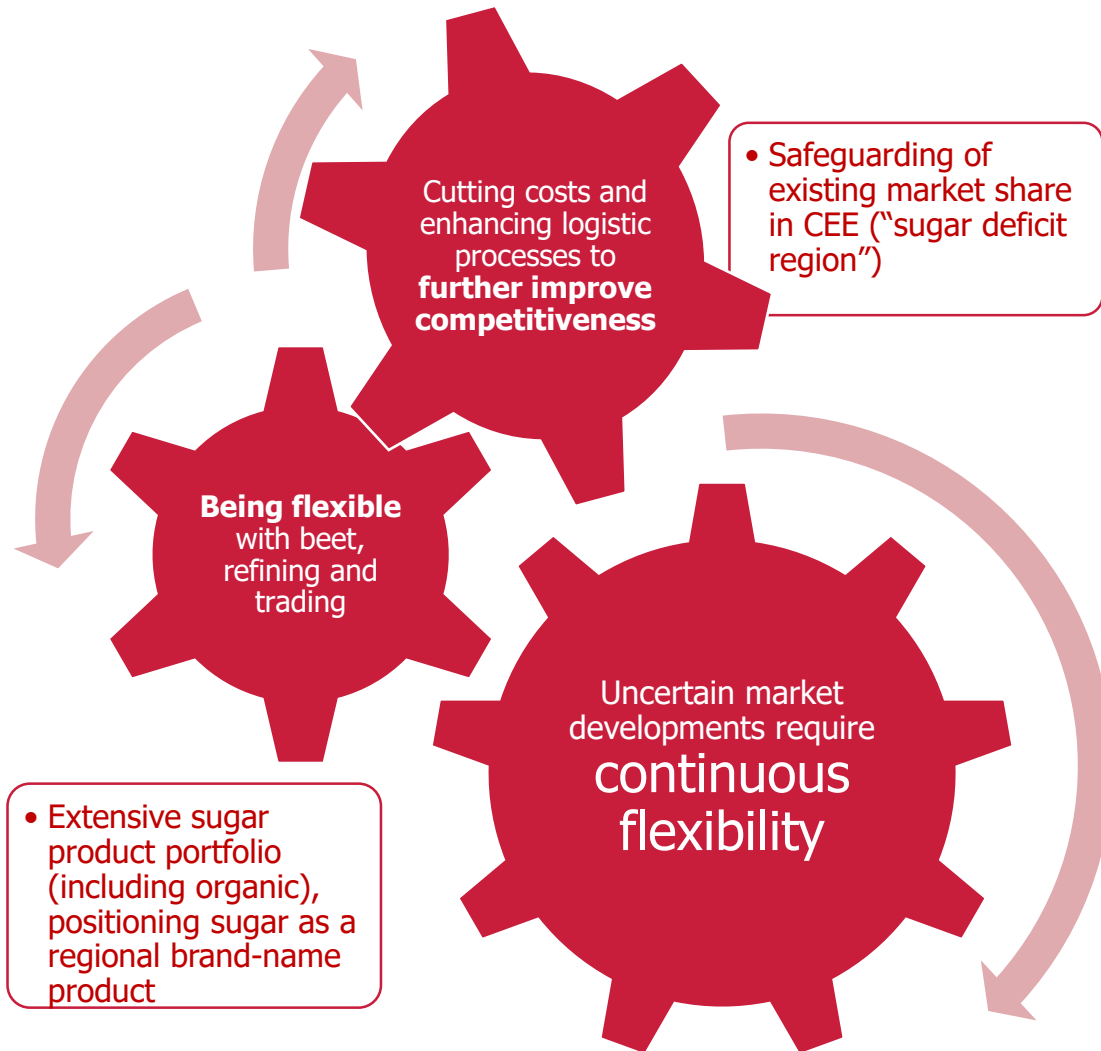 Cutting costs and
enhancing logistic
processes to
further improve
competitiveness
• Safeguarding of
existing market share
in CEE (“sugar deficit
region”)
Being flexible
with beet,
refining and
trading
Uncertain market
developments require
continuous
flexibility
• Extensive sugar
product portfolio
(including organic),
positioning sugar as a
regional brand-name
product